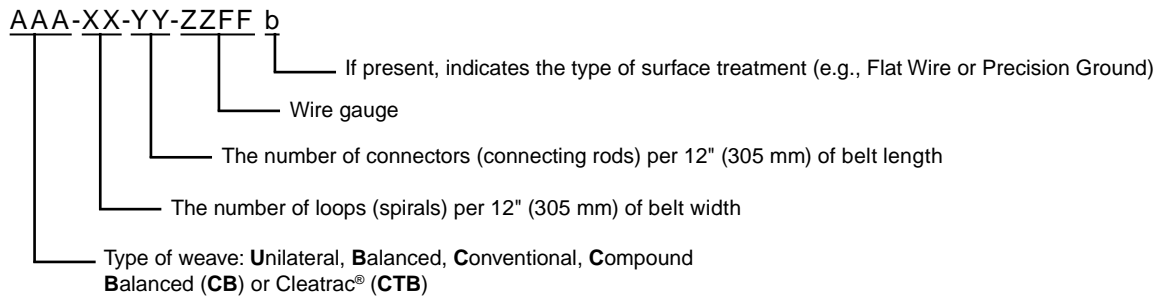 AAA-XX-YY-ZZFF b
If present, indicates the type of surface treatment (e.g., Flat Wire or Precision Ground)
Wire gauge
The number of connectors (connecting rods) per 12" (305 mm) of belt length
The number of loops (spirals) per 12" (305 mm) of belt width
Type of weave: Unilateral, Balanced, Conventional, Compound
Balanced (CB) or Cleatrac® (CTB)